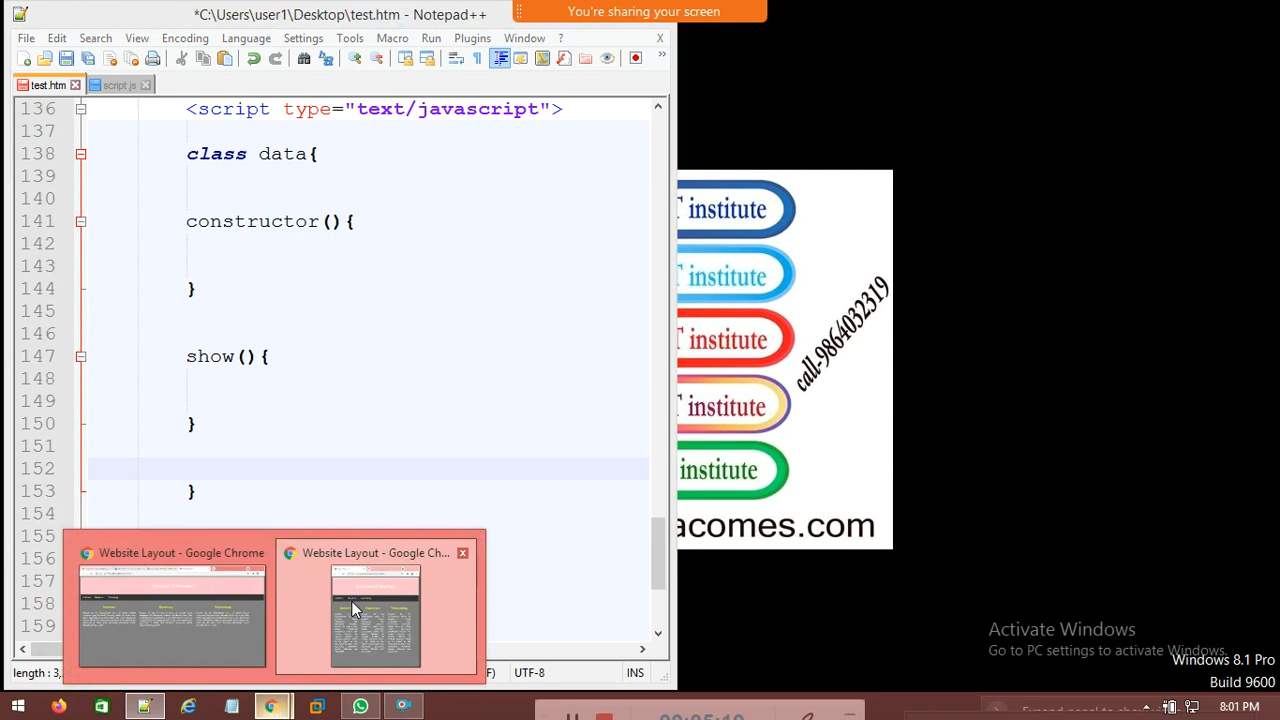 *C:\Users\user1\Desktop\test.htm - Notepad++
You're sharing your screen
File Edit Search View Encoding Language Settings Tools Macro Run Plugins Window ? X
test.htm script.js
136 <script type="text/javascript">
137
138 class data{
139
140
141 constructor(){
142
143
144 }
145
146
147 show(){
148
149
150 }
151
152
153 }
154
155
156
157
158
159
T institute
T institute
T institute
T institute
institute
call-9864032319
acomes.com
Website Layout - Google Chrome
Website Layout - Google Ch...
length : 3, F) UTF-8 INS
Activate Windows
Go to PC settings to activate Windows.
Windows 8.1 Pro
Build 9600
8:01 PM